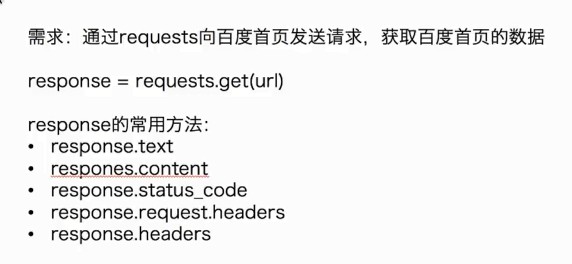 需求：通过requests向百度首页发送请求，获取百度首页的数据
response = requests.get(url)
response的常用方法：
• response.text
• respones.content
• response.status_code
• response.request.headers
• response.headers